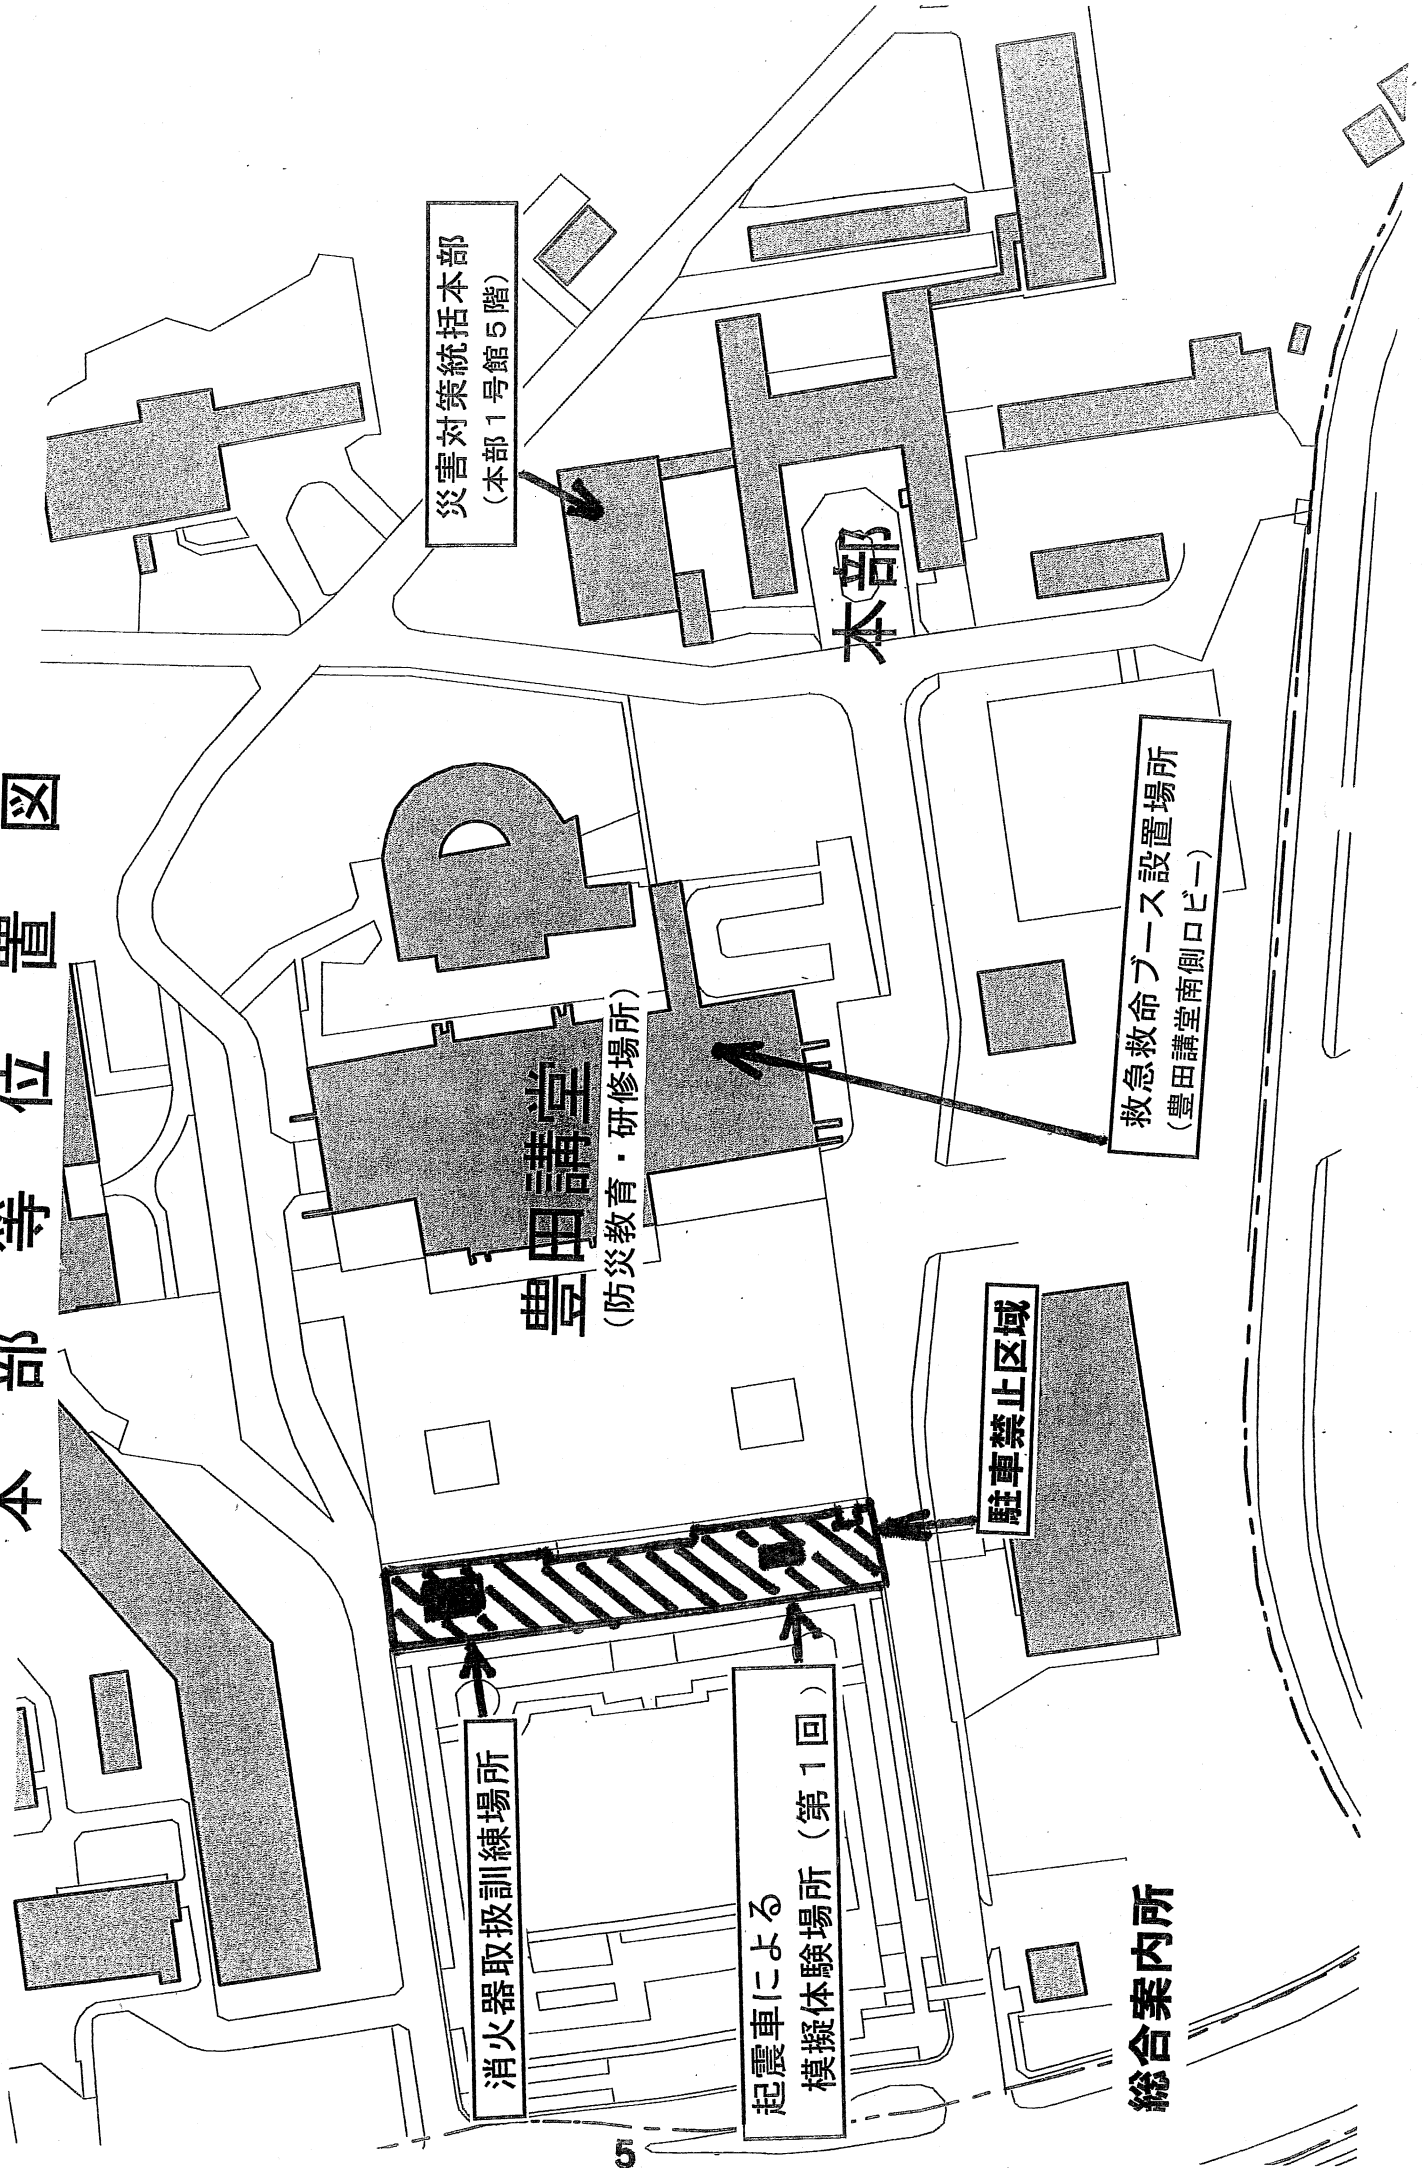 本部等位置図
災害対策統括本部
（本部１号館５階）
本部
豊田講堂
（防災教育・研修場所）
救急救命ブース設置場所
（豊田講堂南側ロビー）
駐車禁止区域
消火器取扱訓練場所
起震車による
模擬体験場所（第１回）
総合案内所
5